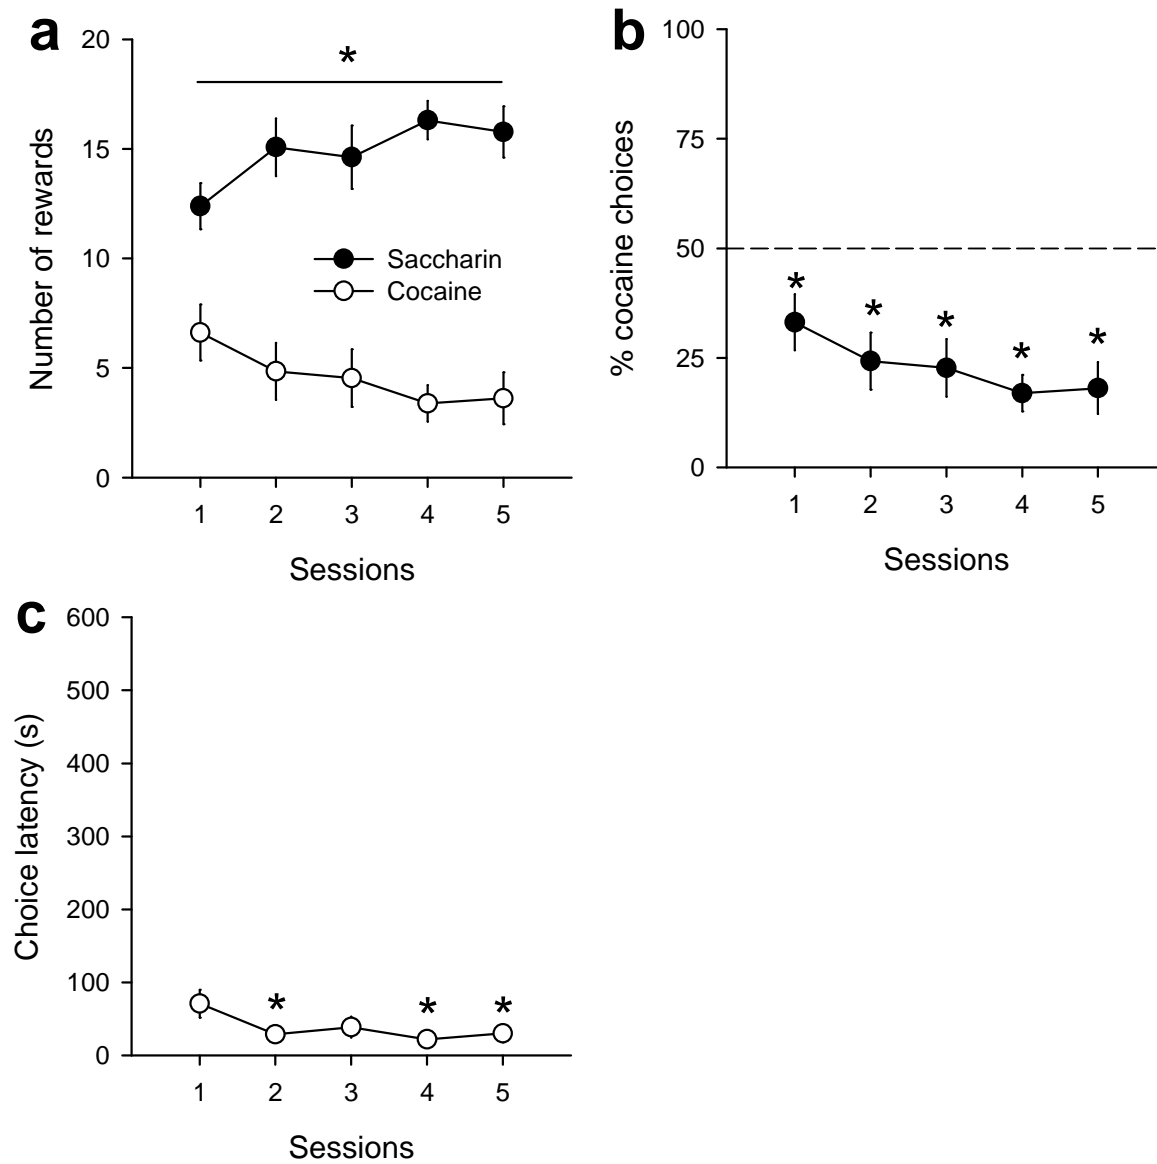 a
Number of rewards
20
15
10
5
0
*
Saccharin
Cocaine
1 2 3 4 5
Sessions
b
% cocaine choices
100
75
50
25
0
* * * * *
1 2 3 4 5
Sessions
c
Choice latency (s)
600
500
400
300
200
100
0
* * *
1 2 3 4 5
Sessions